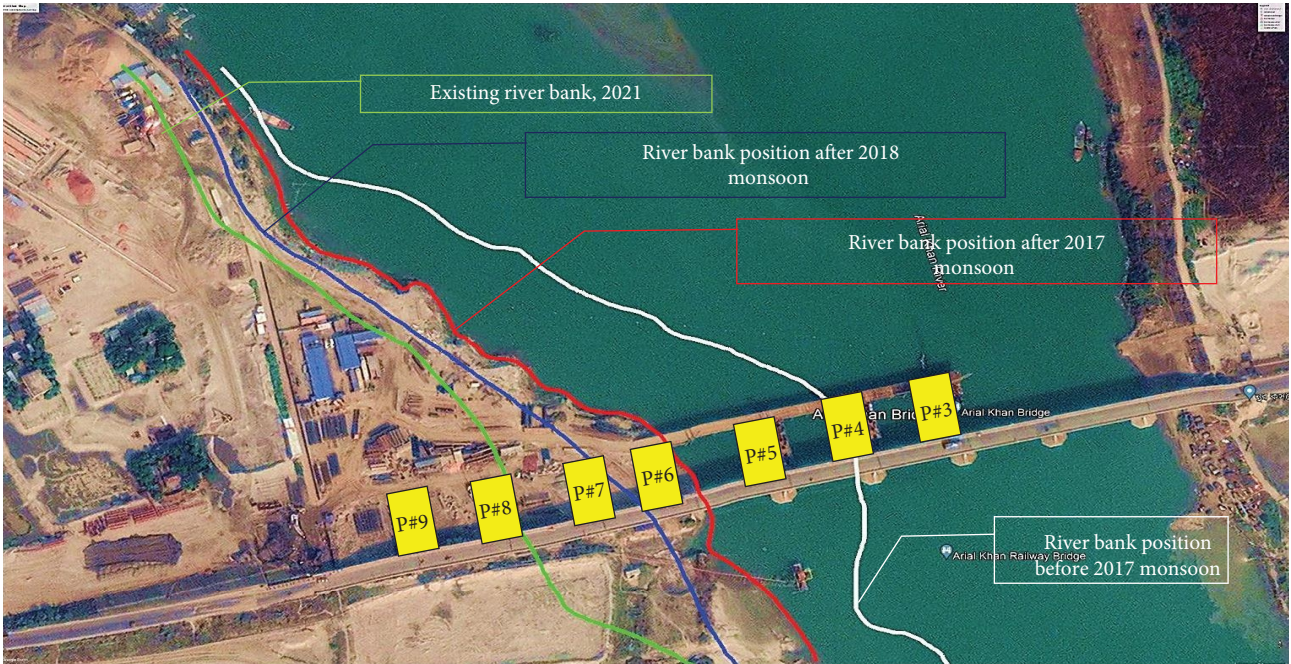 Existing river bank, 2021
River bank position after 2018
monsoon
River bank position after 2017
monsoon
Arial Khan River
P#3
P#4
P#5
P#6
P#7
P#8
P#9
Arial Khan Bridge
Arial Khan Railway Bridge
River bank position
before 2017 monsoon